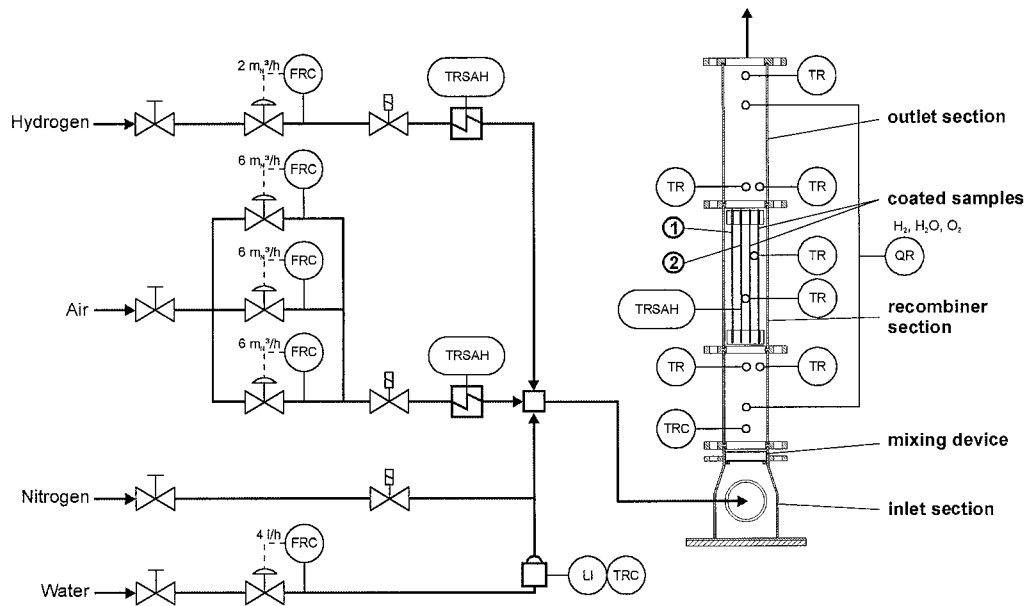 2 mN³/h
FRC
TRSAH
Hydrogen
6 mN³/h
FRC
6 mN³/h
FRC
Air
6 mN³/h
FRC
TRSAH
Nitrogen
4 l/h
FRC
Water
LI
TRC
TR
outlet section
TR
TR
coated samples
1
H₂, H₂O, O₂
2
TR
QR
TRSAH
TR
recombiner
section
TR
TR
TRC
mixing device
inlet section